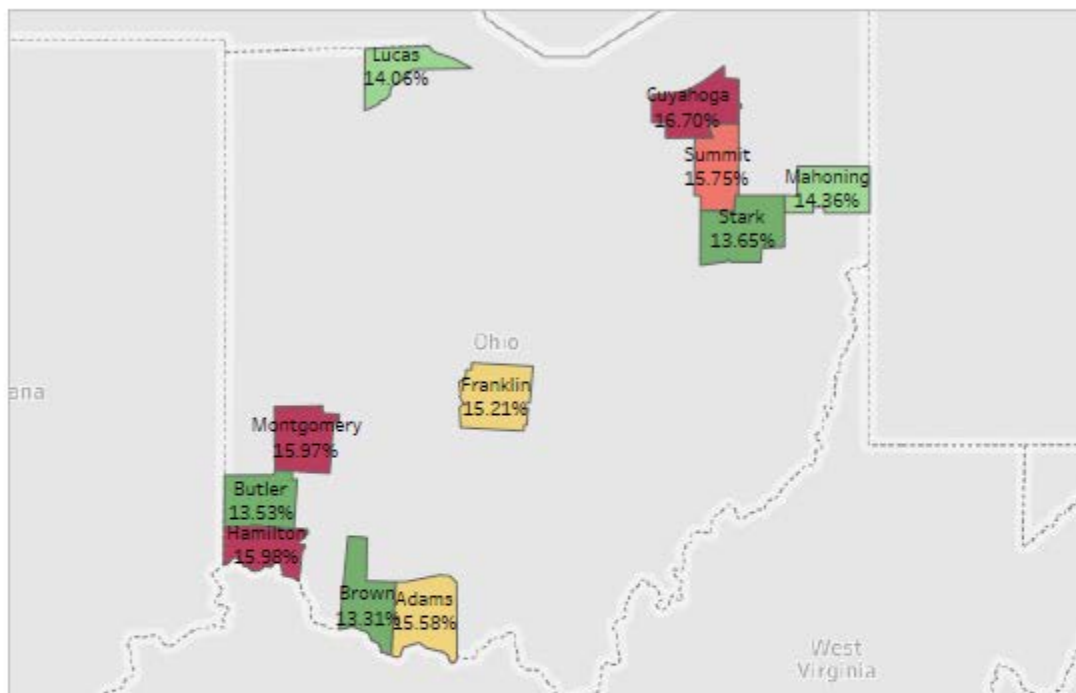 Lucas
14.06%
Cuyahoga
16.70%
Summit
15.75%
Mahoning
14.36%
Stark
13.65%
Ohio
ana
Franklin
15.21%
Montgomery
15.97%
Butler
13.53%
Hamilton
15.98%
Brown
13.31%
Adams
15.58%
West
Virginia